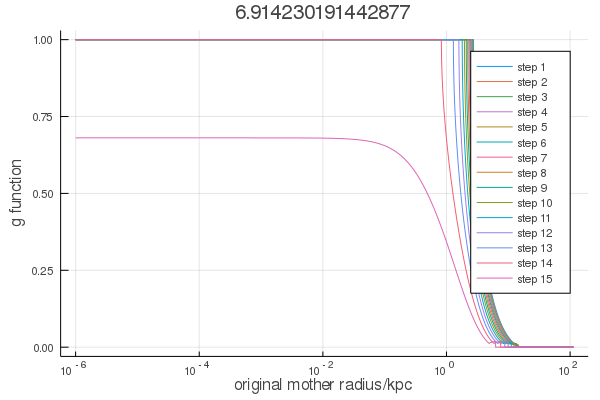 6.914230191442877
1.00
0.75
0.50
0.25
0.00
g function
10⁻⁶
10⁻⁴
10⁻²
10⁰
10²
original mother radius/kpc
step 1
step 2
step 3
step 4
step 5
step 6
step 7
step 8
step 9
step 10
step 11
step 12
step 13
step 14
step 15